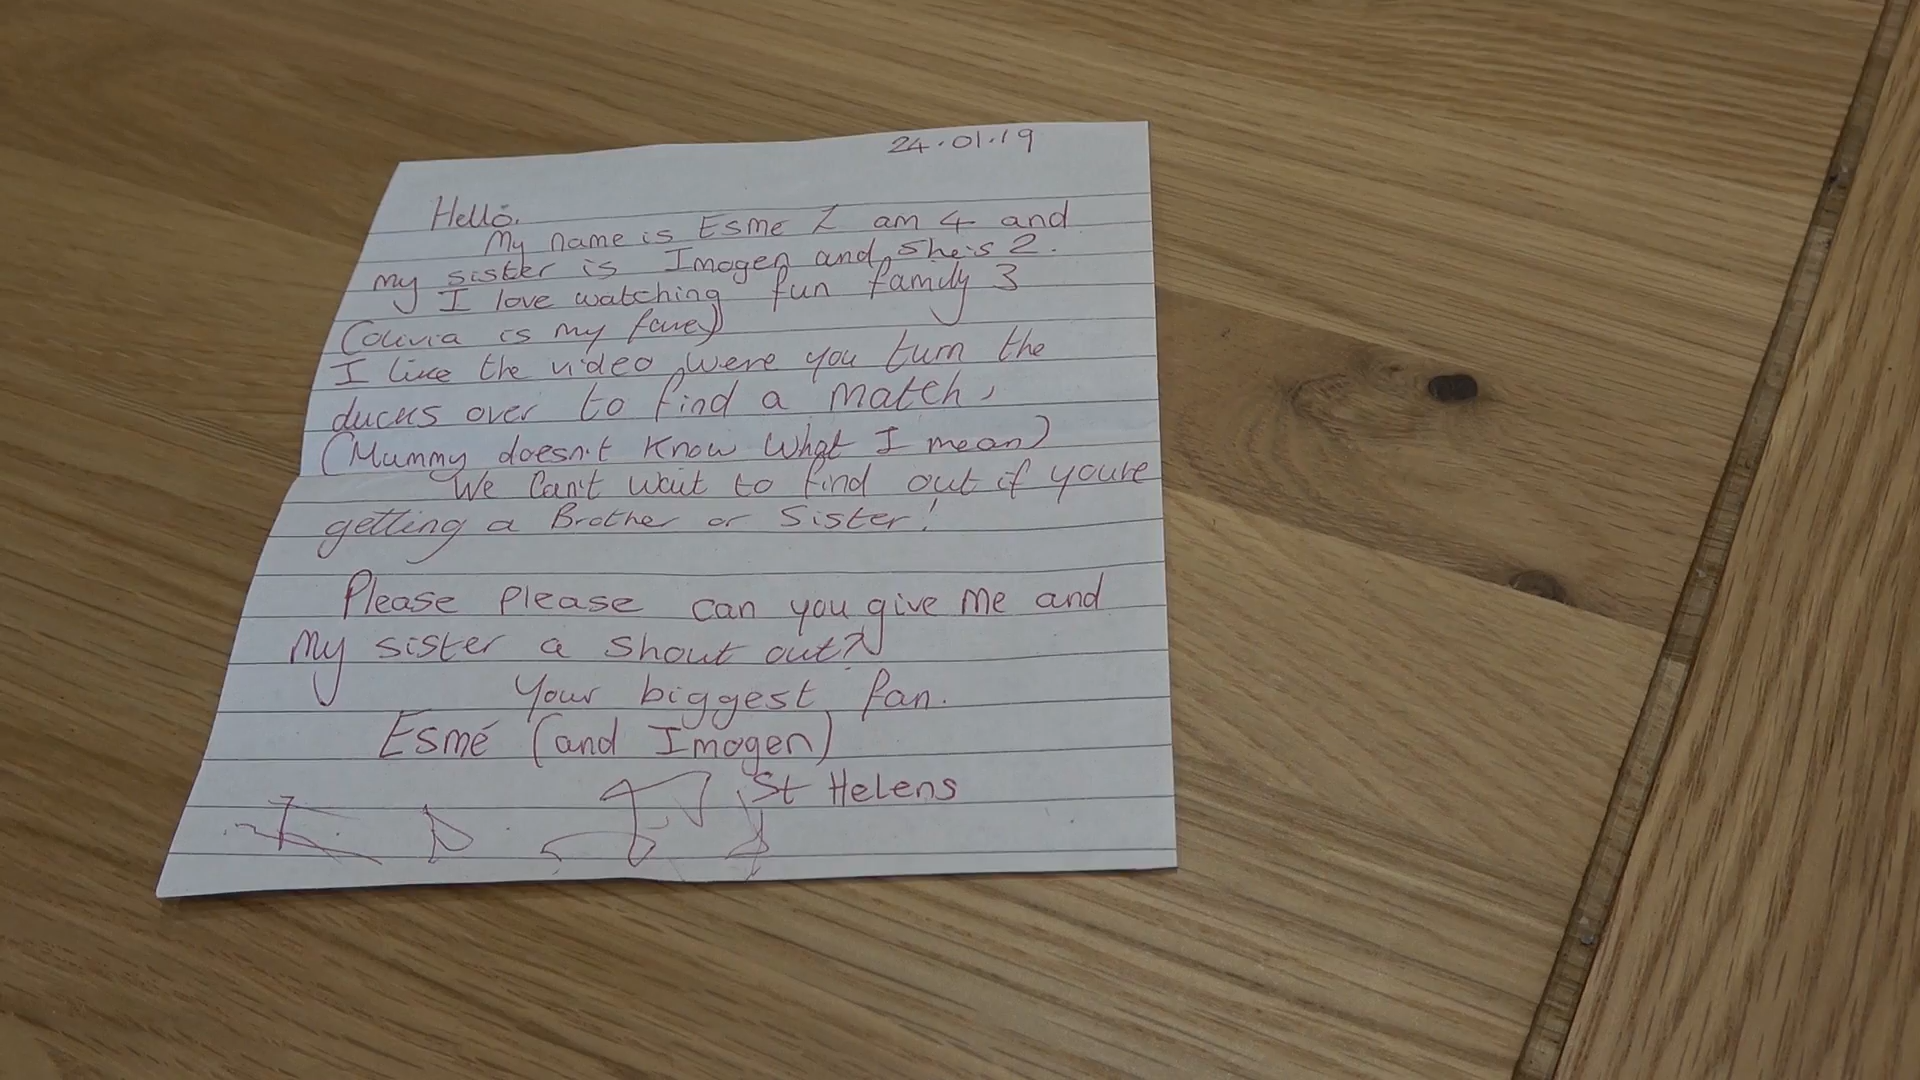 24.01.19
Hello.
My name is Esme I am 4 and
my sister is Imogen and she's 2.
I love watching fun family 3
(Olivia is my fave)
I like the video were you turn the
ducks over to find a match,
(Mummy doesn't know what I mean)
We Can't wait to find out if you're
getting a Brother or Sister!
Please please can you give me and
my sister a shout out?
Your biggest fan.
Esmé (and Imogen)
St Helens